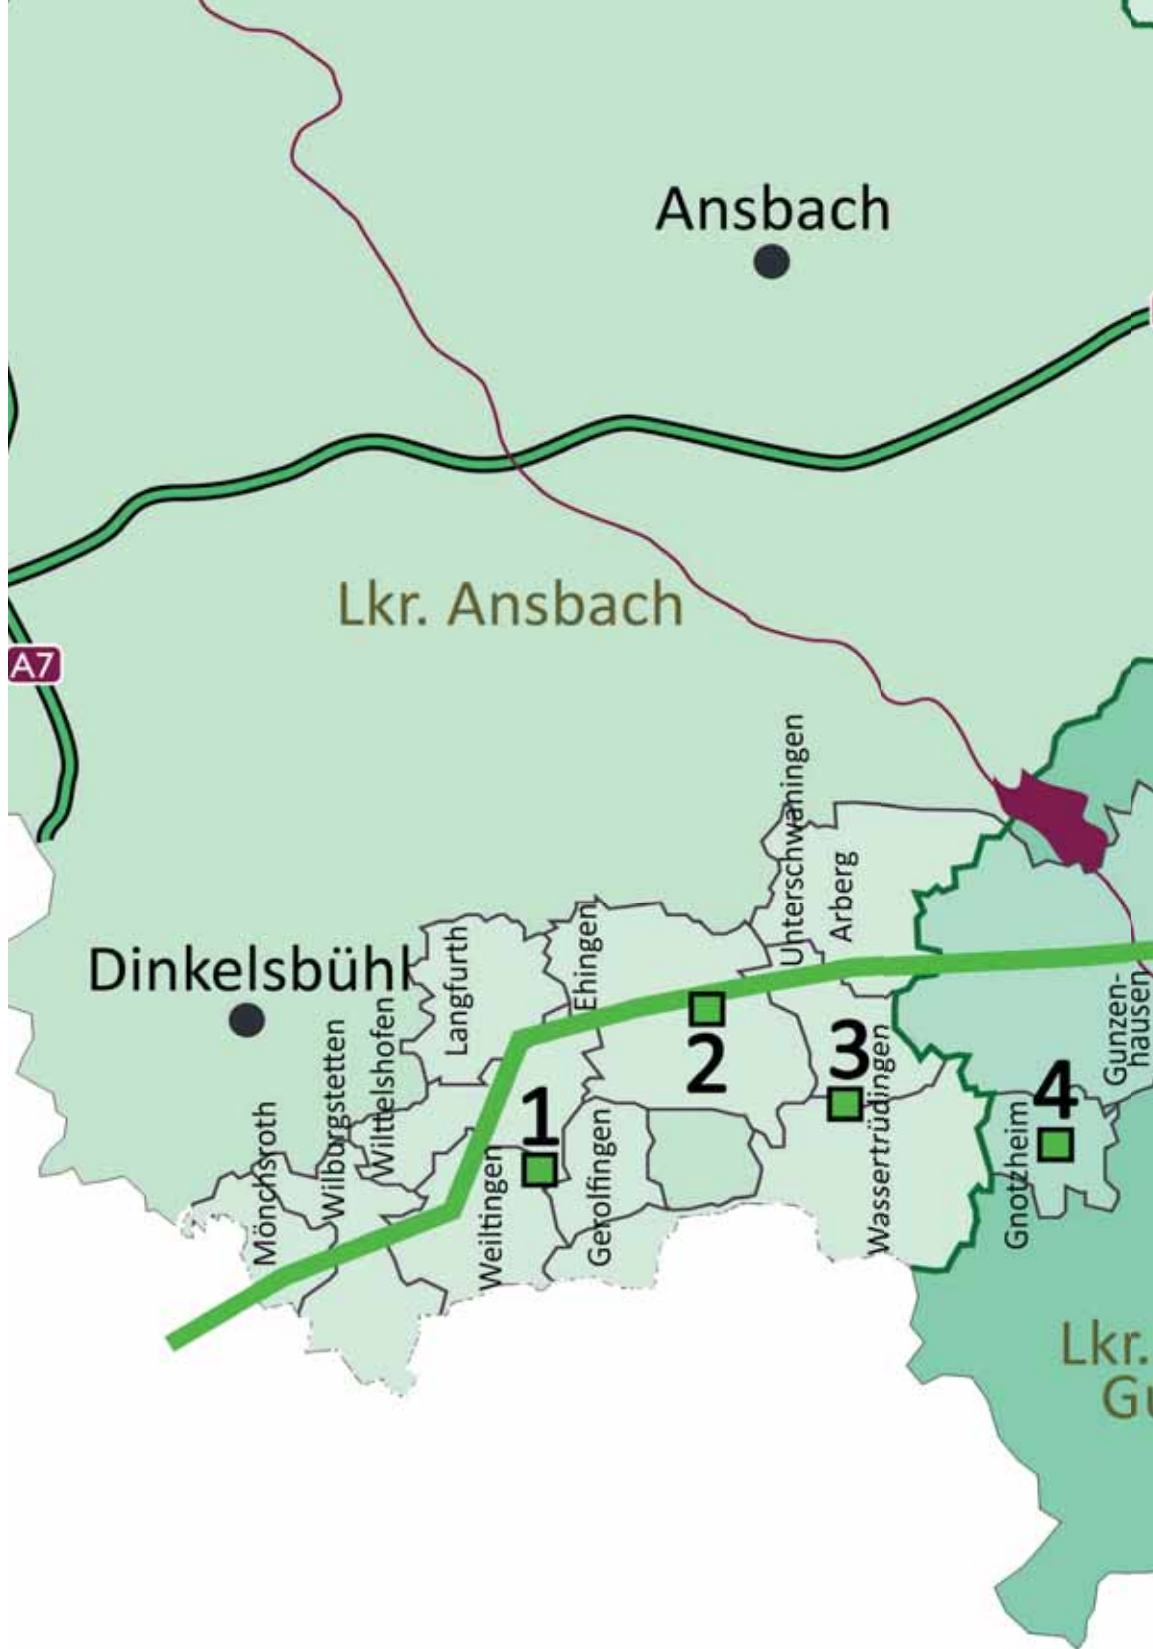 Ansbach
Lkr. Ansbach
A7
Unterschwaningen
Arberg
Ehingen
Langfurth
Dinkelsbühl
Wilttelshofen
Wilburgstetten
Mönchsroth
Weiltingen
Gerolfingen
Wassertrüdingen
Gnotzheim
Gunzen-
hausen
1
2
3
4
Lkr.